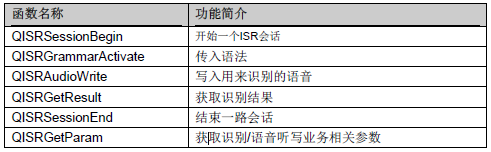 函数名称 功能简介
QISRSessionBegin 开始一个ISR会话
QISRGrammarActivate 传入语法
QISRAudioWrite 写入用来识别的语音
QISRGetResult 获取识别结果
QISRSessionEnd 结束一路会话
QISRGetParam 获取识别/语音听写业务相关参数